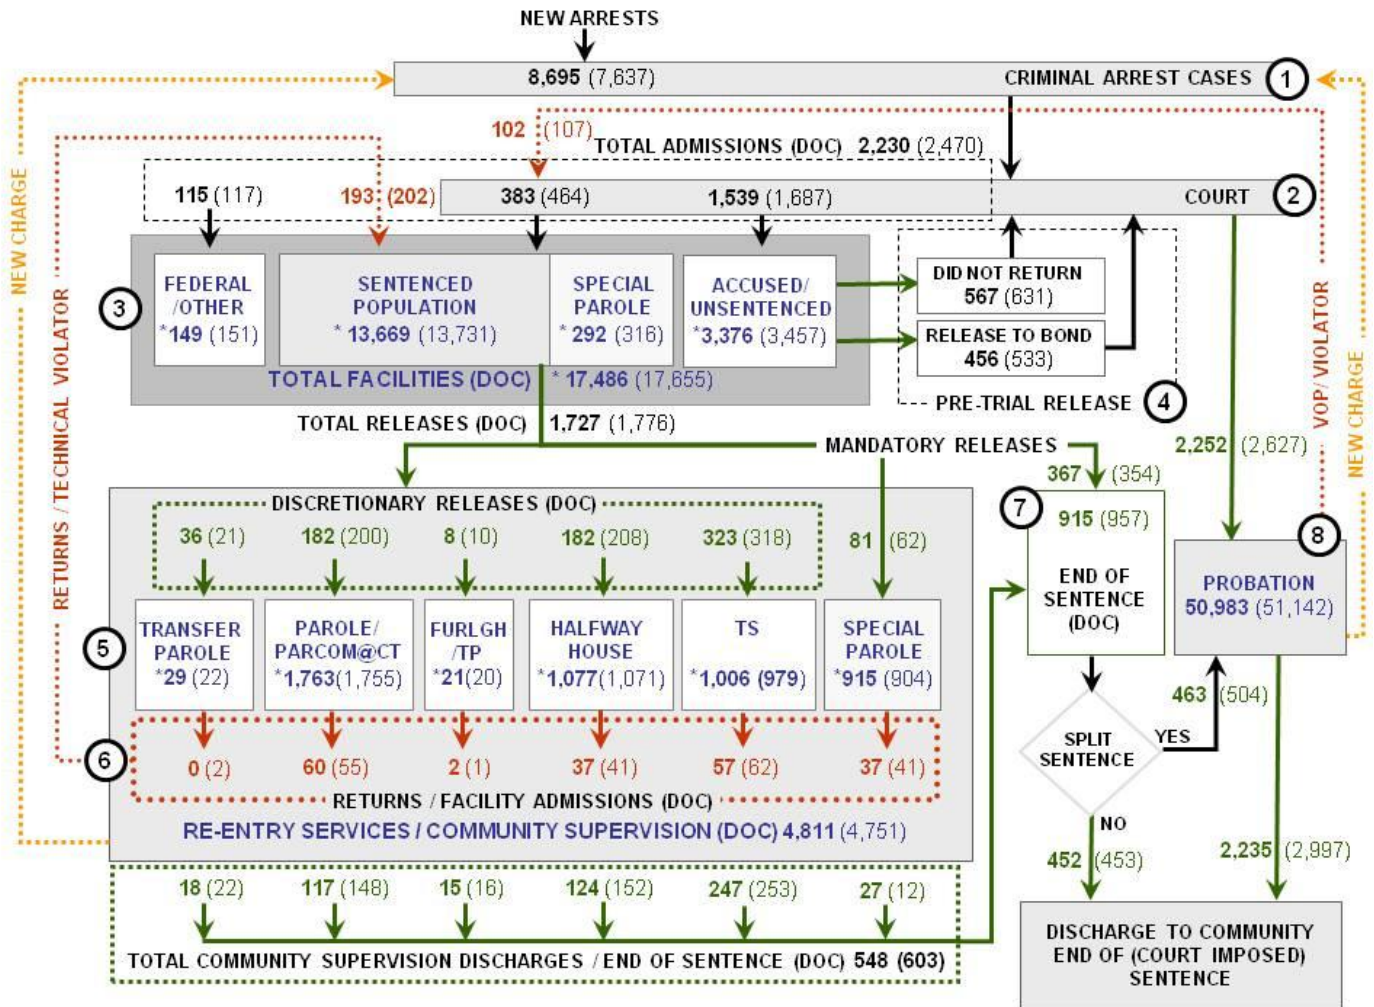 NEW ARRESTS
8,695 (7,637)
CRIMINAL ARREST CASES
1
102 (107)
TOTAL ADMISSIONS (DOC) 2,230 (2,470)
115 (117)
193 (202)
383 (464)
1,539 (1,687)
COURT
2
NEW CHARGE
RETURNS / TECHNICAL VIOLATOR
3
FEDERAL
/OTHER
*149 (151)
SENTENCED
POPULATION
* 13,669 (13,731)
SPECIAL
PAROLE
* 292 (316)
ACCUSED/
UNSENTENCED
*3,376 (3,457)
TOTAL FACILITIES (DOC) * 17,486 (17,655)
DID NOT RETURN
567 (631)
RELEASE TO BOND
456 (533)
PRE-TRIAL RELEASE
4
VOP/ VIOLATOR
NEW CHARGE
TOTAL RELEASES (DOC) 1,727 (1,776)
MANDATORY RELEASES
2,252 (2,627)
367 (354)
DISCRETIONARY RELEASES (DOC)
36 (21)
182 (200)
8 (10)
182 (208)
323 (318)
81 (62)
5
TRANSFER
PAROLE
*29 (22)
PAROLE/
PARCOM@CT
*1,763(1,755)
FURLGH
/TP
*21(20)
HALFWAY
HOUSE
*1,077(1,071)
TS
*1,006 (979)
SPECIAL
PAROLE
*915 (904)
7
915 (957)
END OF
SENTENCE
(DOC)
8
PROBATION
50,983 (51,142)
463 (504)
SPLIT
SENTENCE
YES
NO
6
0 (2)
60 (55)
2 (1)
37 (41)
57 (62)
37 (41)
RETURNS / FACILITY ADMISSIONS (DOC)
RE-ENTRY SERVICES / COMMUNITY SUPERVISION (DOC) 4,811 (4,751)
452 (453)
2,235 (2,997)
18 (22)
117 (148)
15 (16)
124 (152)
247 (253)
27 (12)
TOTAL COMMUNITY SUPERVISION DISCHARGES / END OF SENTENCE (DOC) 548 (603)
DISCHARGE TO COMMUNITY
END OF (COURT IMPOSED)
SENTENCE